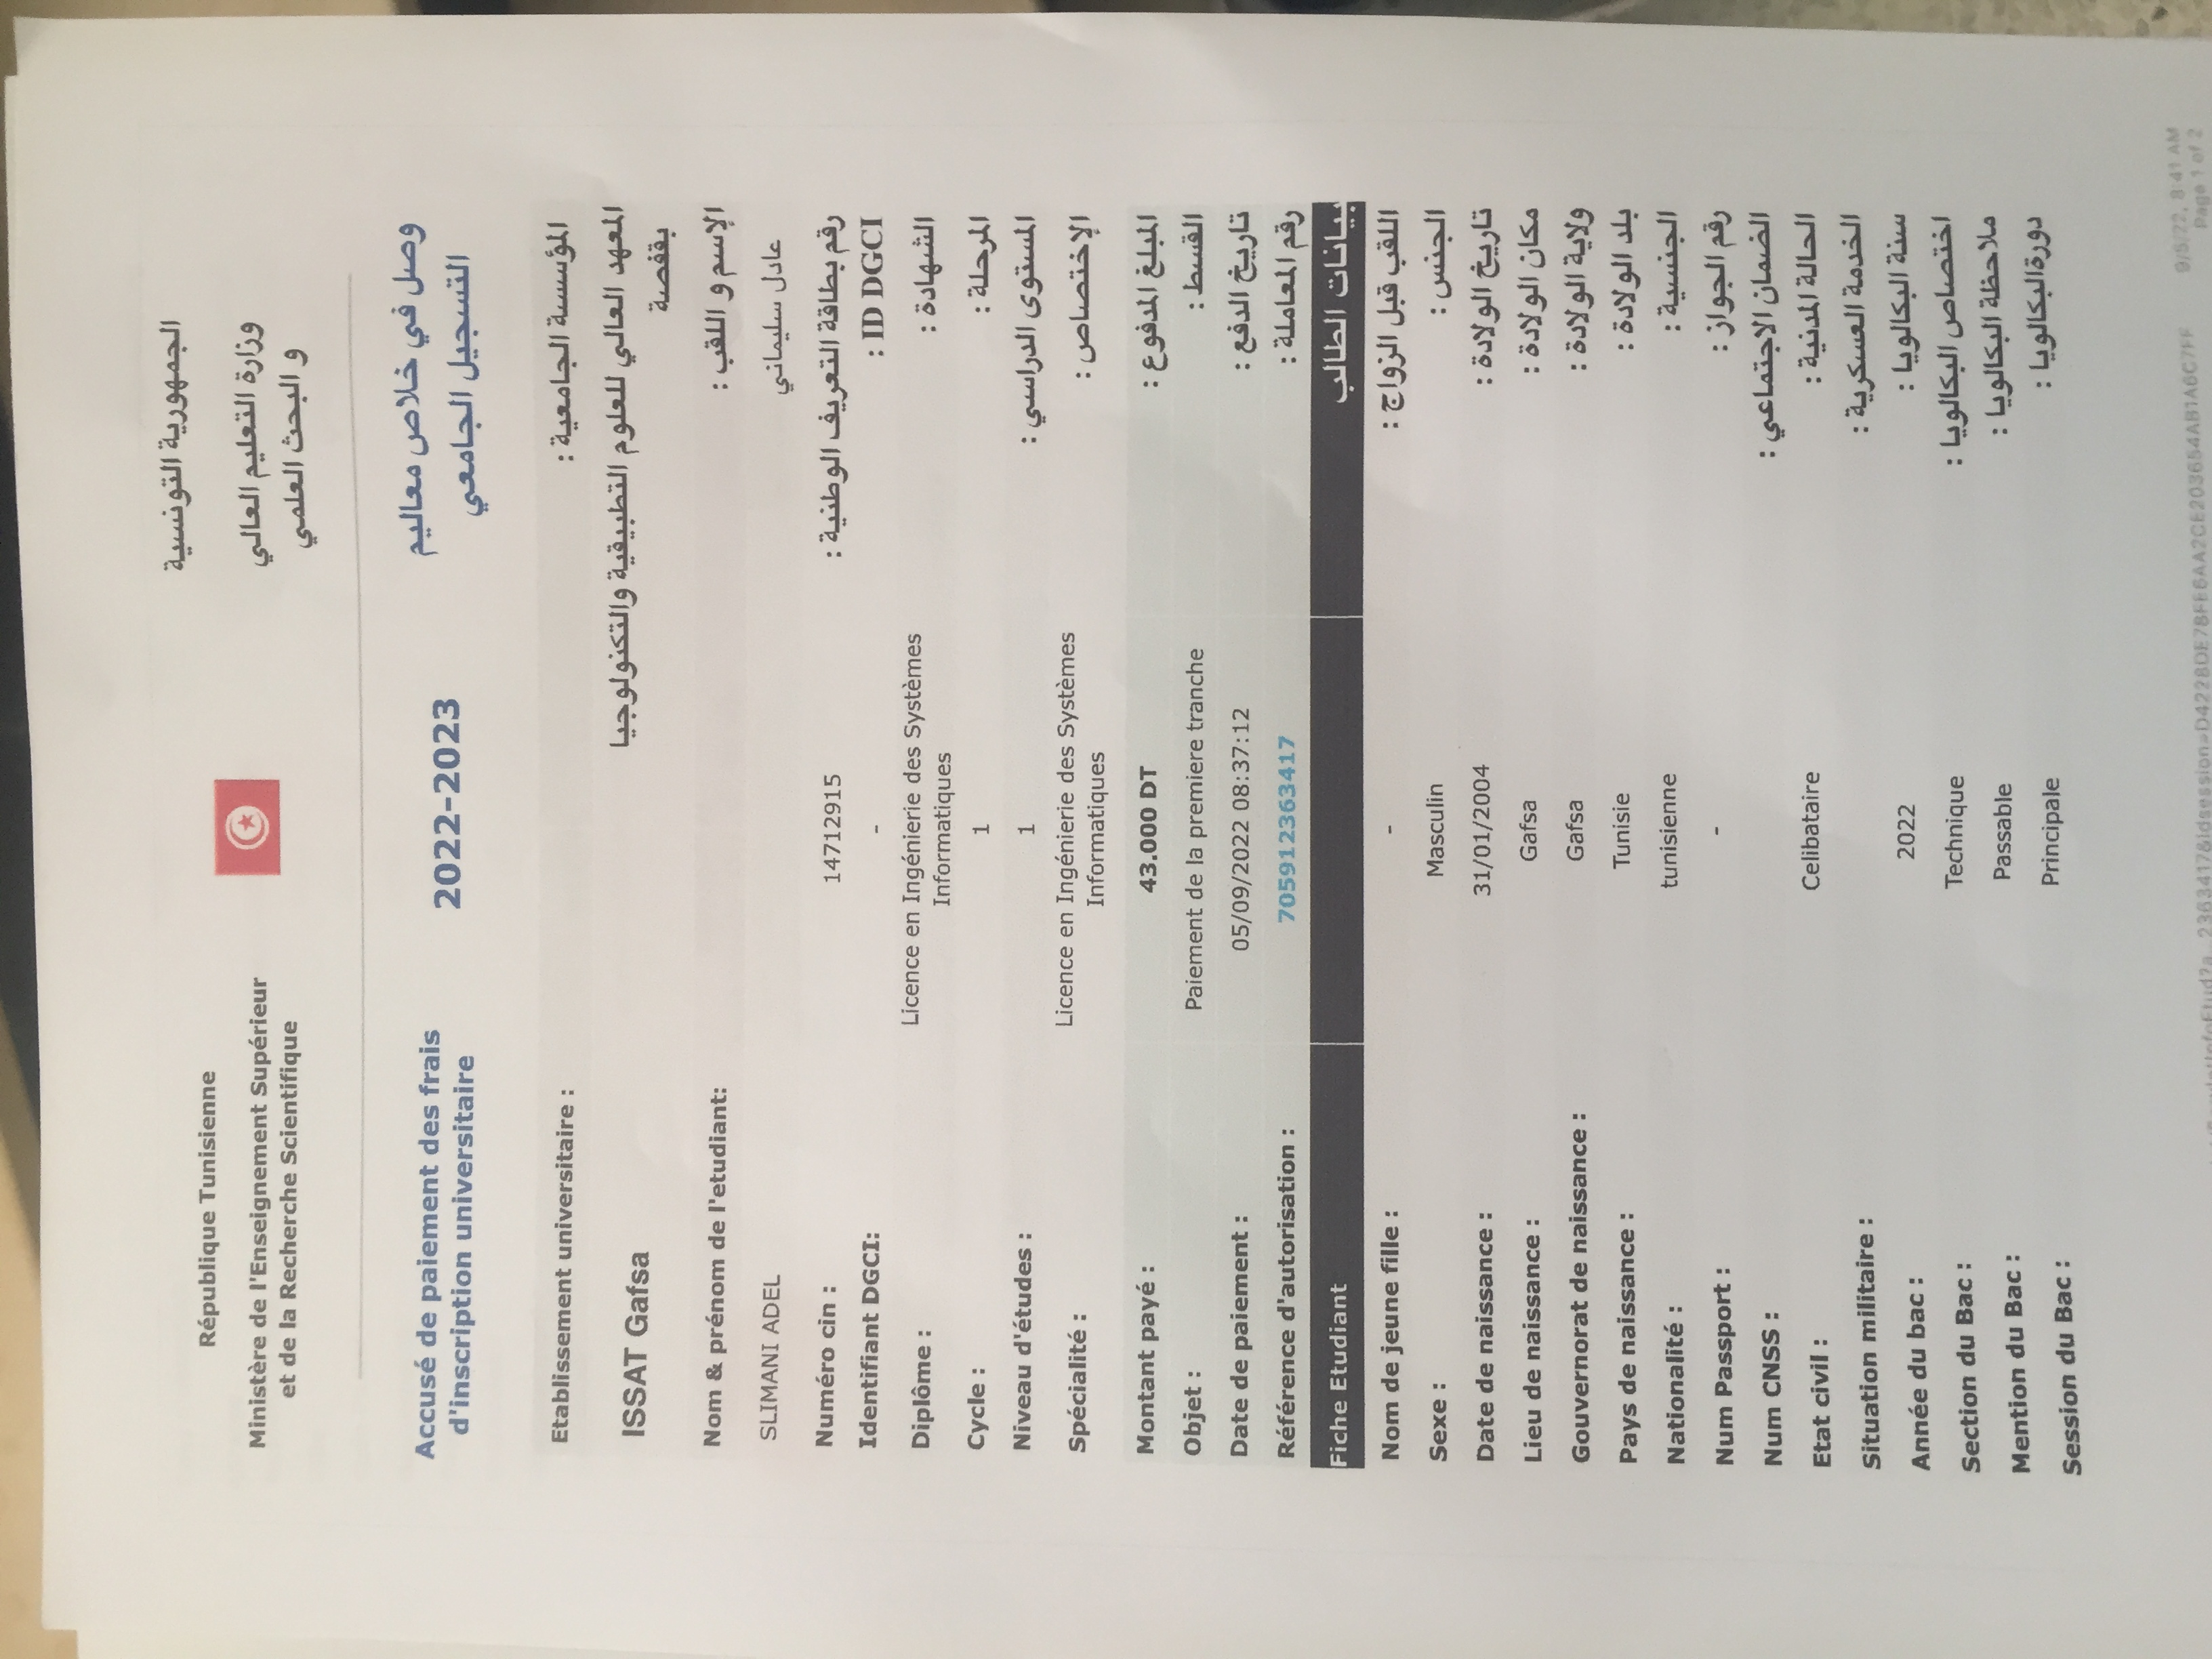 République Tunisienne
الجمهورية التونسية
Ministère de l'Enseignement Supérieur
et de la Recherche Scientifique
وزارة التعليم العالي
و البحث العلمي
Accusé de paiement des frais
d'inscription universitaire
2022-2023
وصل في خلاص معاليم
التسجيل الجامعي
Etablissement universitaire : المؤسسة الجامعية :
ISSAT Gafsa
المعهد العالي للعلوم التطبيقية والتكنولوجيا
بقفصة
Nom & prénom de l'etudiant: الإسم و اللقب :
SLIMANI ADEL عادل سليماني
Numéro cin : 14712915 رقم بطاقة التعريف الوطنية :
Identifiant DGCI: - ID DGCI :
Diplôme : Licence en Ingénierie des Systèmes
Informatiques الشهادة :
Cycle : 1 المرحلة :
Niveau d'études : 1 المستوى الدراسي :
Spécialité : Licence en Ingénierie des Systèmes
Informatiques الإختصاص :
Montant payé : 43.000 DT المبلغ المدفوع :
Objet : Paiement de la premiere tranche القسط :
Date de paiement : 05/09/2022 08:37:12 تاريخ الدفع :
Référence d'autorisation : 705912363417 رقم المعاملة :
Fiche Etudiant بيانات الطالب
Nom de jeune fille : - اللقب قبل الزواج :
Sexe : Masculin الجنس :
Date de naissance : 31/01/2004 تاريخ الولادة :
Lieu de naissance : Gafsa مكان الولادة :
Gouvernorat de naissance : Gafsa ولاية الولادة :
Pays de naissance : Tunisie بلد الولادة :
Nationalité : tunisienne الجنسية :
Num Passport : - رقم الجواز :
Num CNSS : الضمان الاجتماعي :
Etat civil : Celibataire الحالة المدنية :
Situation militaire : الخدمة العسكرية :
Année du bac : 2022 سنة البكالويا :
Section du Bac : Technique اختصاص البكالويا :
Mention du Bac : Passable ملاحظة البكالويا :
Session du Bac : Principale دورةالبكالويا :
9/5/22, 8:41 AM
Page 1 of 2